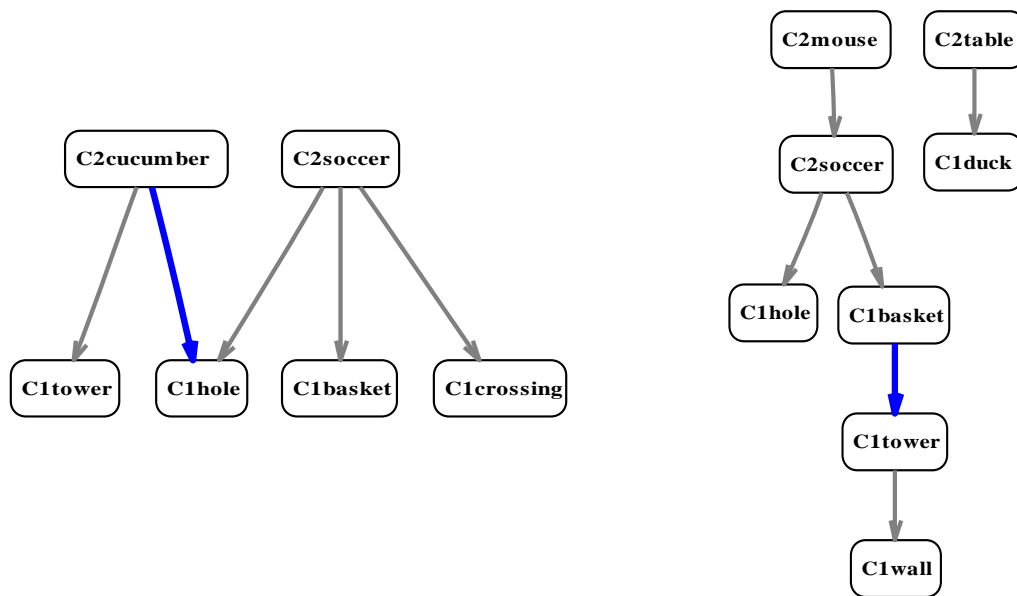 C2mouse
C2table
C2cucumber
C2soccer
C2soccer
C1duck
C1hole
C1basket
C1tower
C1hole
C1basket
C1crossing
C1tower
C1wall